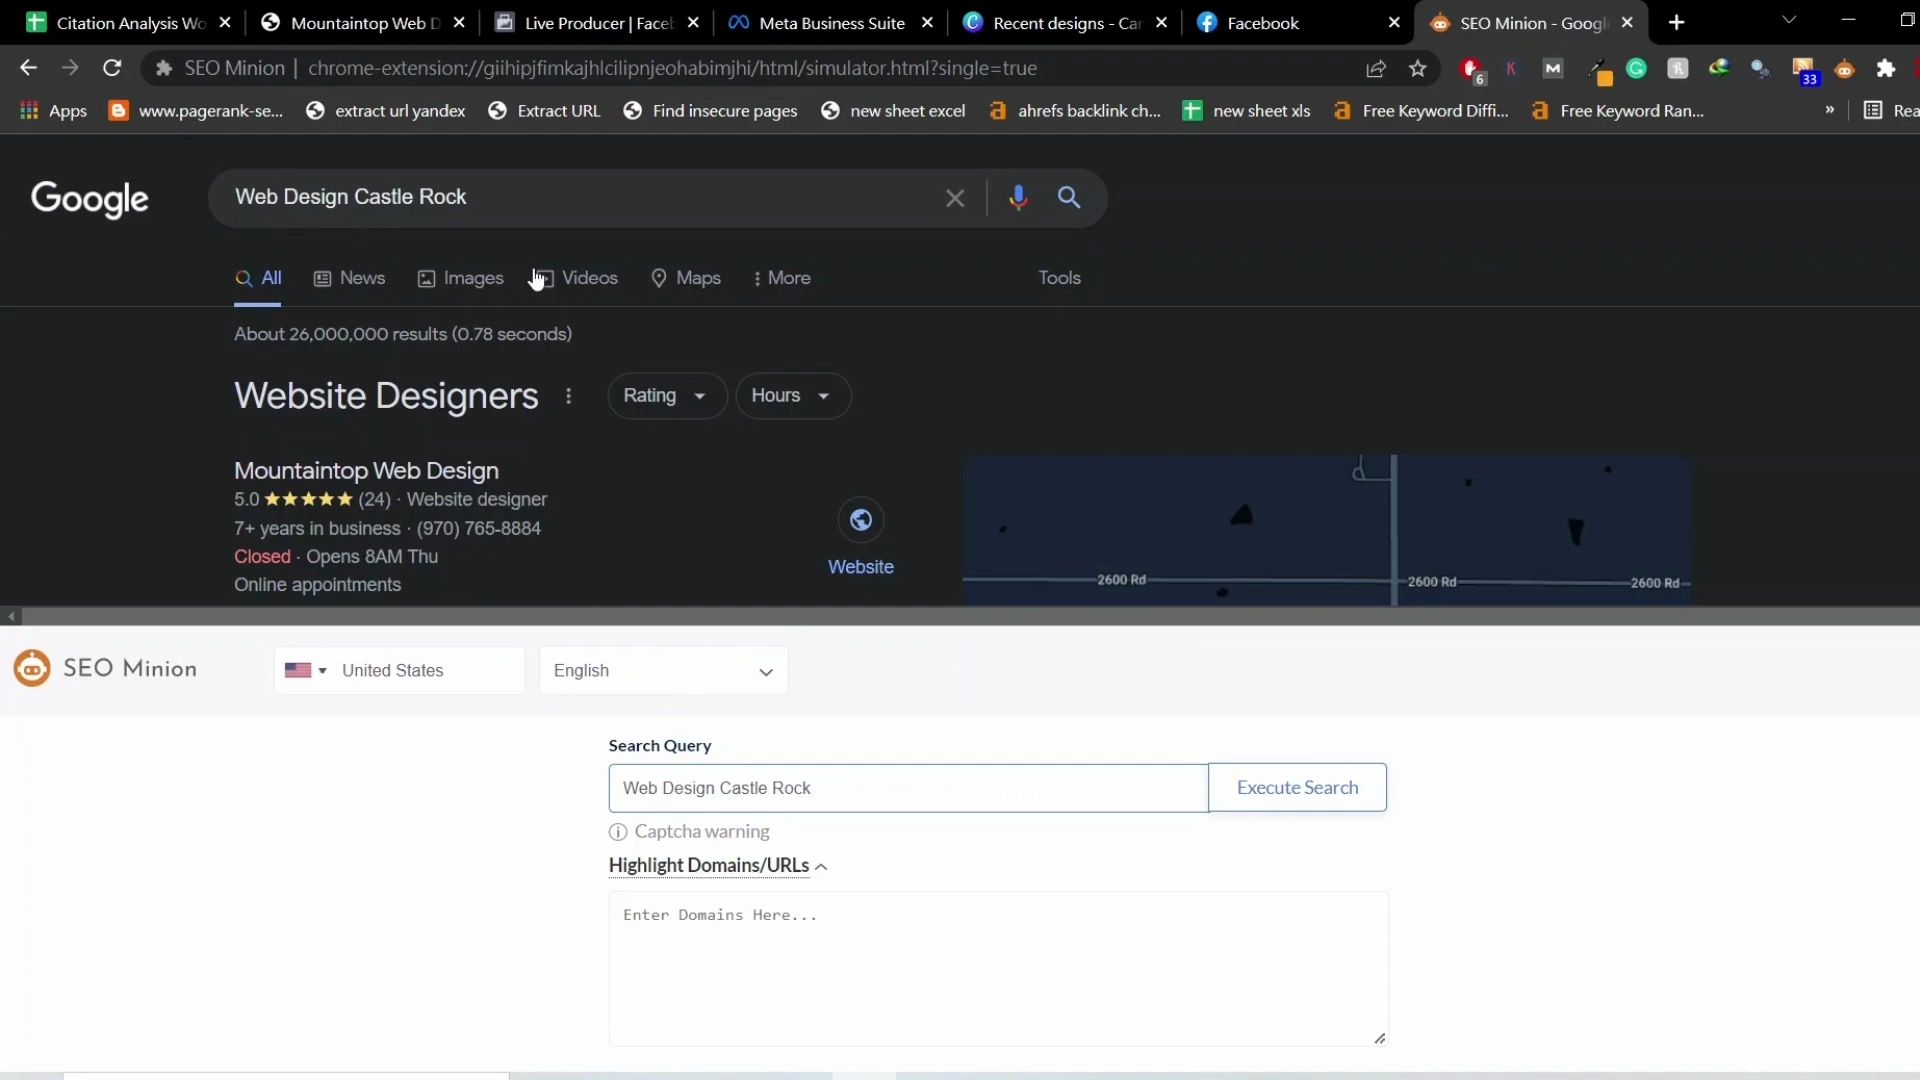 Citation Analysis Wo
Mountaintop Web D
Live Producer | Face
Meta Business Suite
Recent designs - Ca
Facebook
SEO Minion - Googl
SEO Minion | chrome-extension://giihipjfimkajhlcilipnjeohabimjhi/html/simulator.html?single=true
6
33
Apps
www.pagerank-se...
extract url yandex
Extract URL
Find insecure pages
new sheet excel
ahrefs backlink ch...
new sheet xls
Free Keyword Diffi...
Free Keyword Ran...
»
Rea
Google
Web Design Castle Rock
All
News
Images
Videos
Maps
More
Tools
About 26,000,000 results (0.78 seconds)
Website Designers
Rating
Hours
Mountaintop Web Design
5.0 ★★★★★ (24) · Website designer
7+ years in business · (970) 765-8884
Closed · Opens 8AM Thu
Online appointments
Website
2600 Rd
2600 Rd
2600 Rd
SEO Minion
United States
English
Search Query
Web Design Castle Rock
Execute Search
Captcha warning
Highlight Domains/URLs
Enter Domains Here...